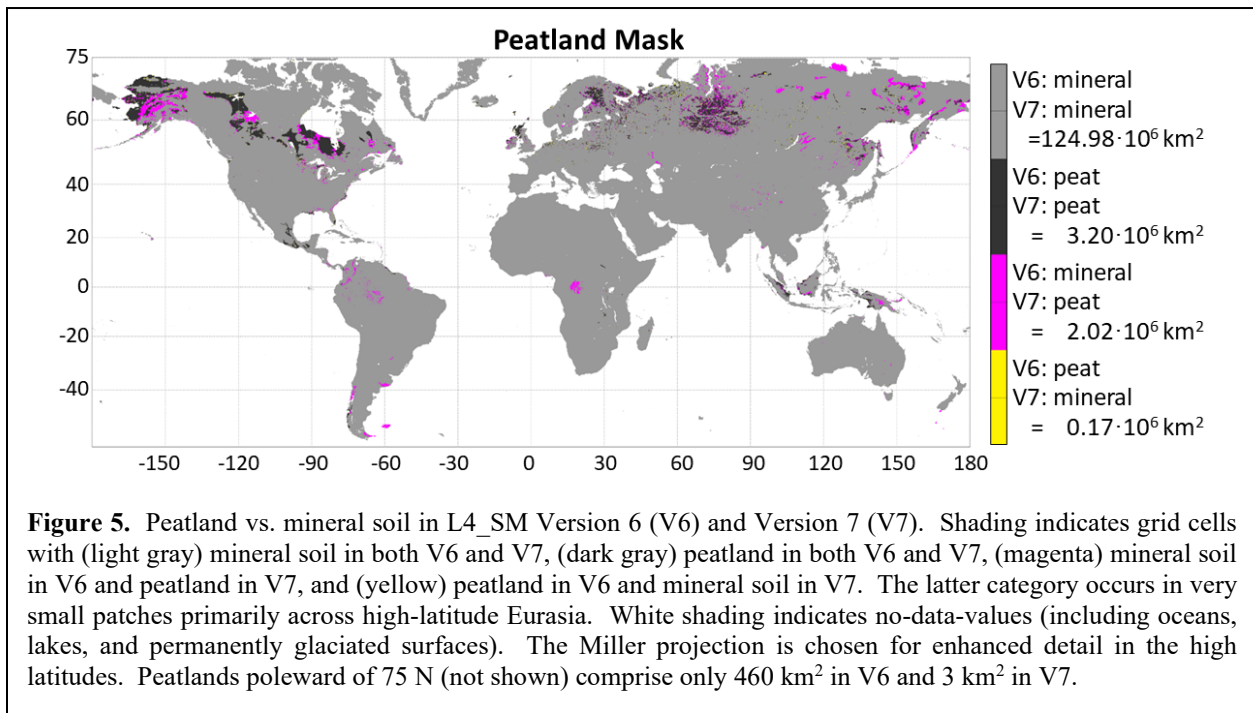 Peatland Mask
75
60
40
20
0
-20
-40
-150 -120 -90 -60 -30 0 30 60 90 120 150 180
V6: mineral
V7: mineral
=124.98·10⁶ km²
V6: peat
V7: peat
= 3.20·10⁶ km²
V6: mineral
V7: peat
= 2.02·10⁶ km²
V6: peat
V7: mineral
= 0.17·10⁶ km²
Figure 5. Peatland vs. mineral soil in L4_SM Version 6 (V6) and Version 7 (V7). Shading indicates grid cells
with (light gray) mineral soil in both V6 and V7, (dark gray) peatland in both V6 and V7, (magenta) mineral soil
in V6 and peatland in V7, and (yellow) peatland in V6 and mineral soil in V7. The latter category occurs in very
small patches primarily across high-latitude Eurasia. White shading indicates no-data-values (including oceans,
lakes, and permanently glaciated surfaces). The Miller projection is chosen for enhanced detail in the high
latitudes. Peatlands poleward of 75 N (not shown) comprise only 460 km² in V6 and 3 km² in V7.